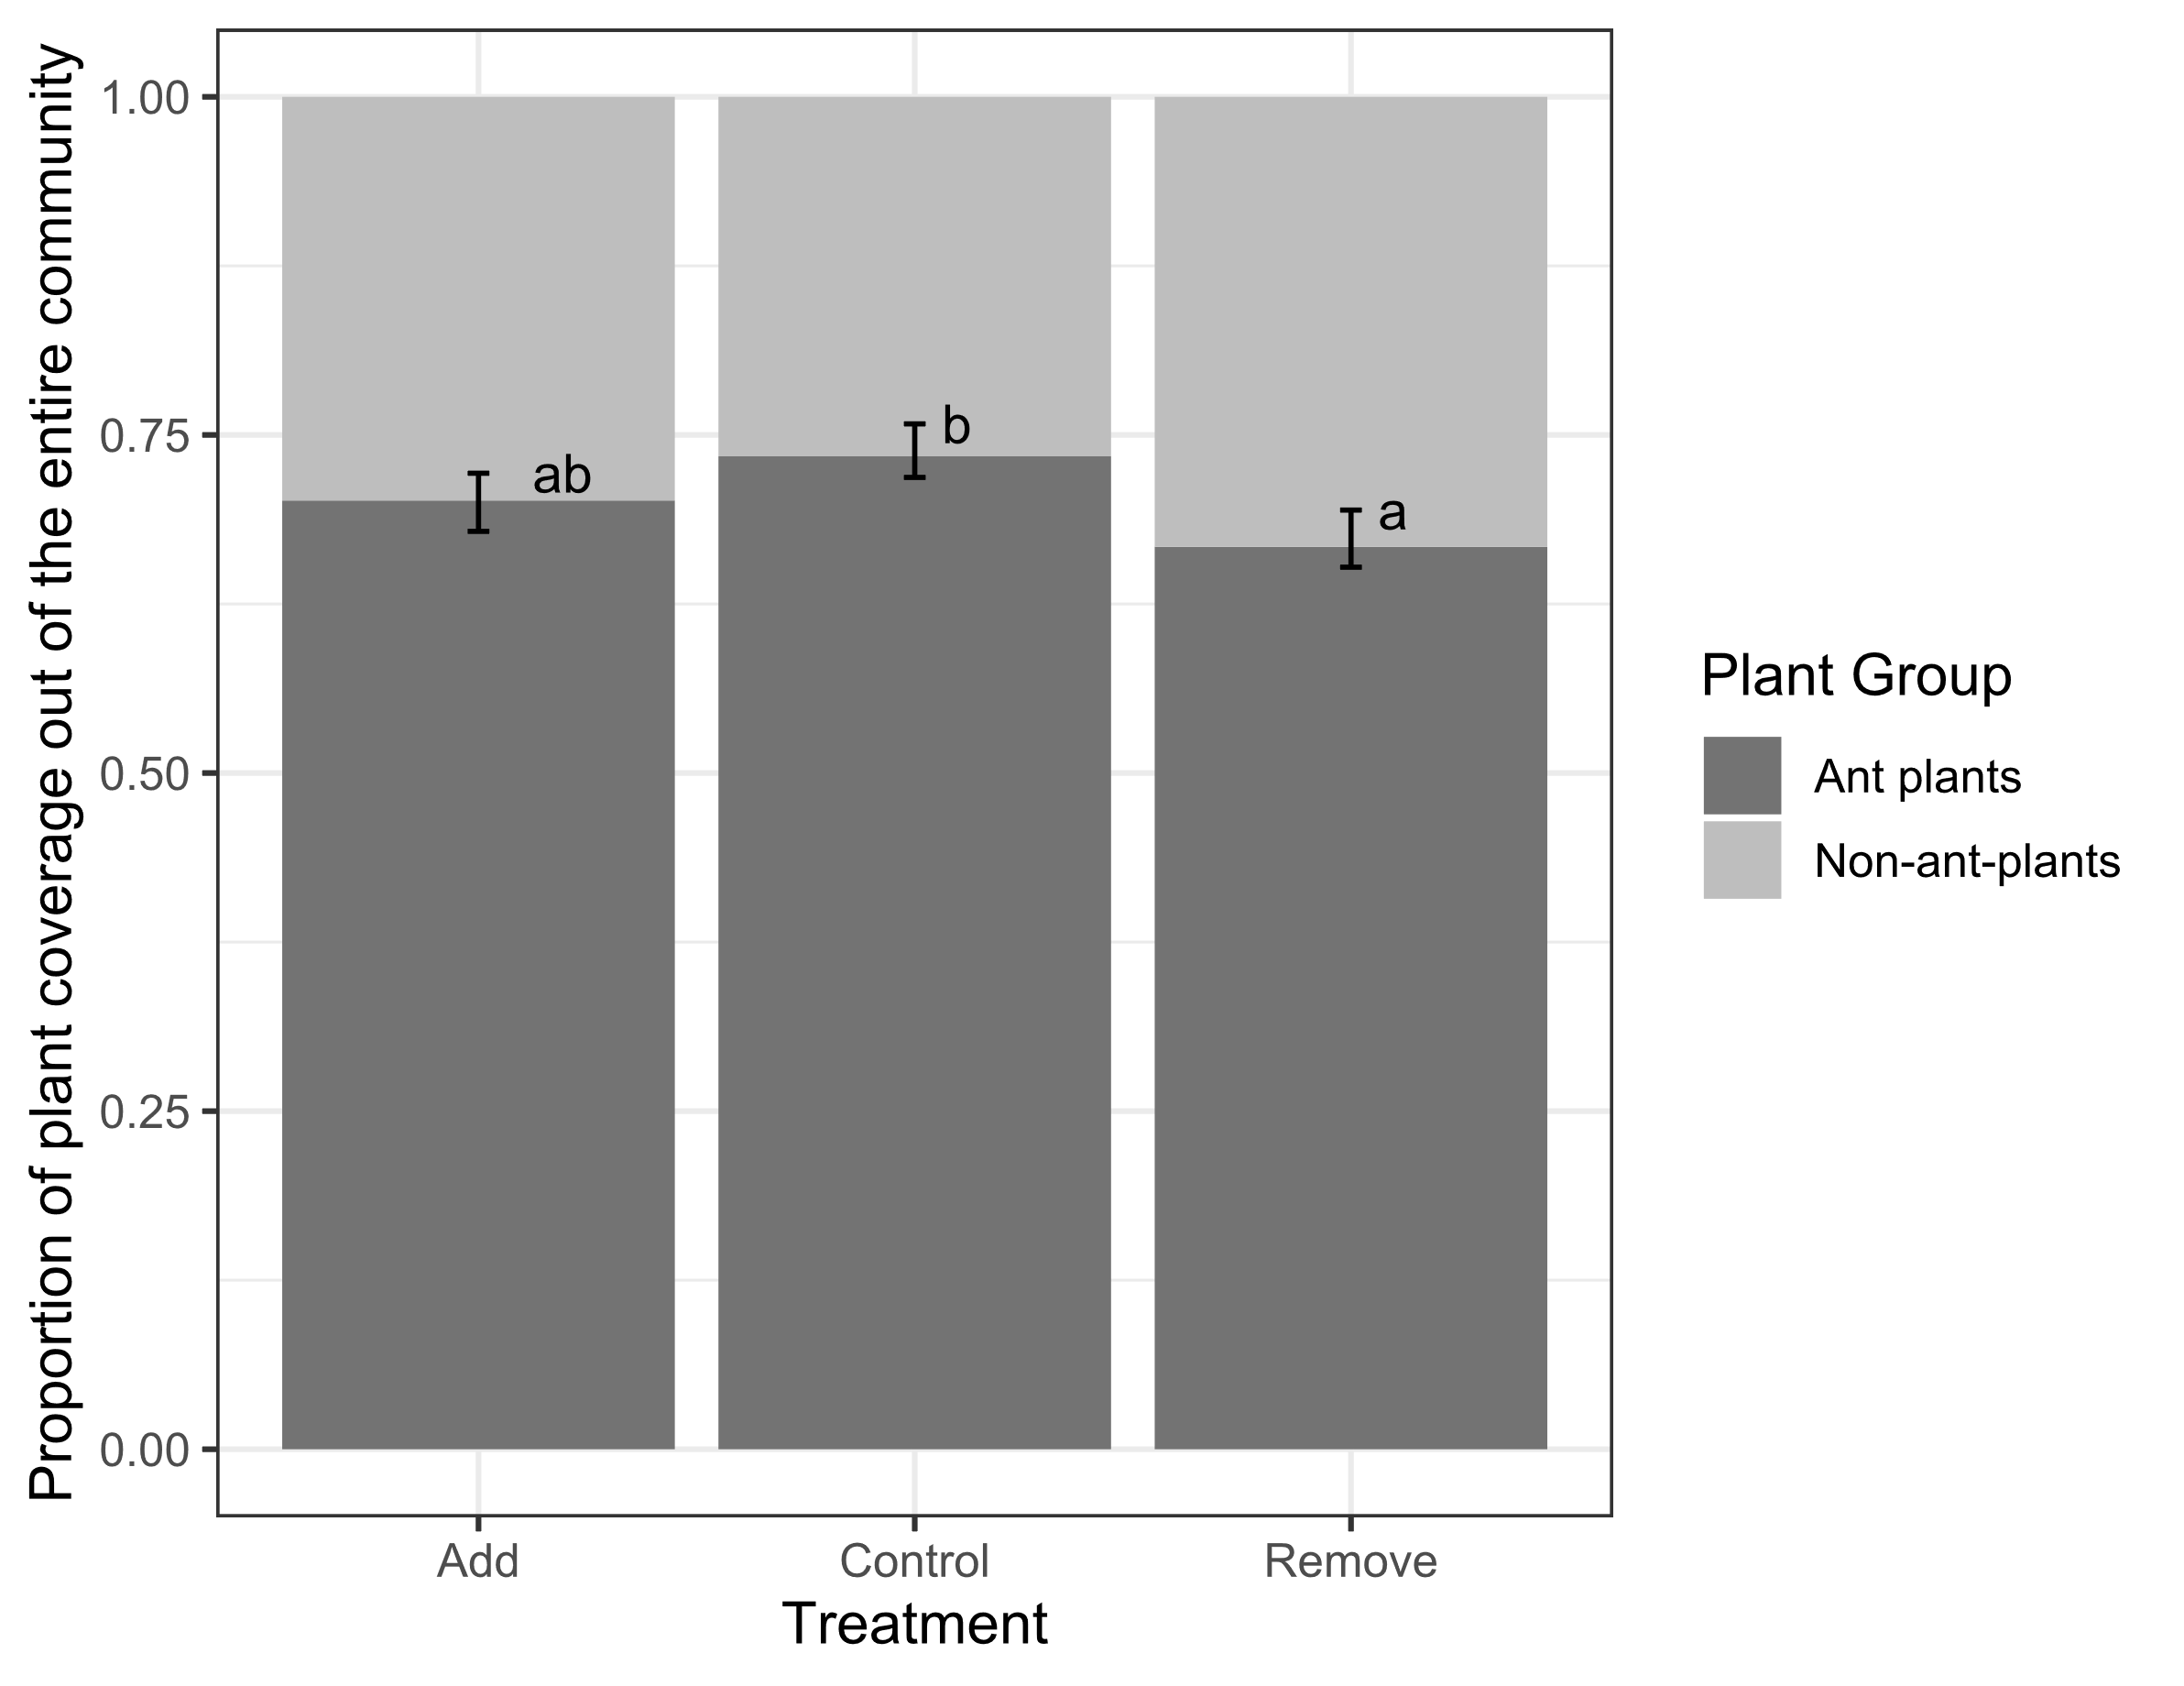 Proportion of plant coverage out of the entire community
1.00
0.75
0.50
0.25
0.00
ab
b
a
Add
Control
Remove
Treatment
Plant Group
Ant plants
Non-ant-plants